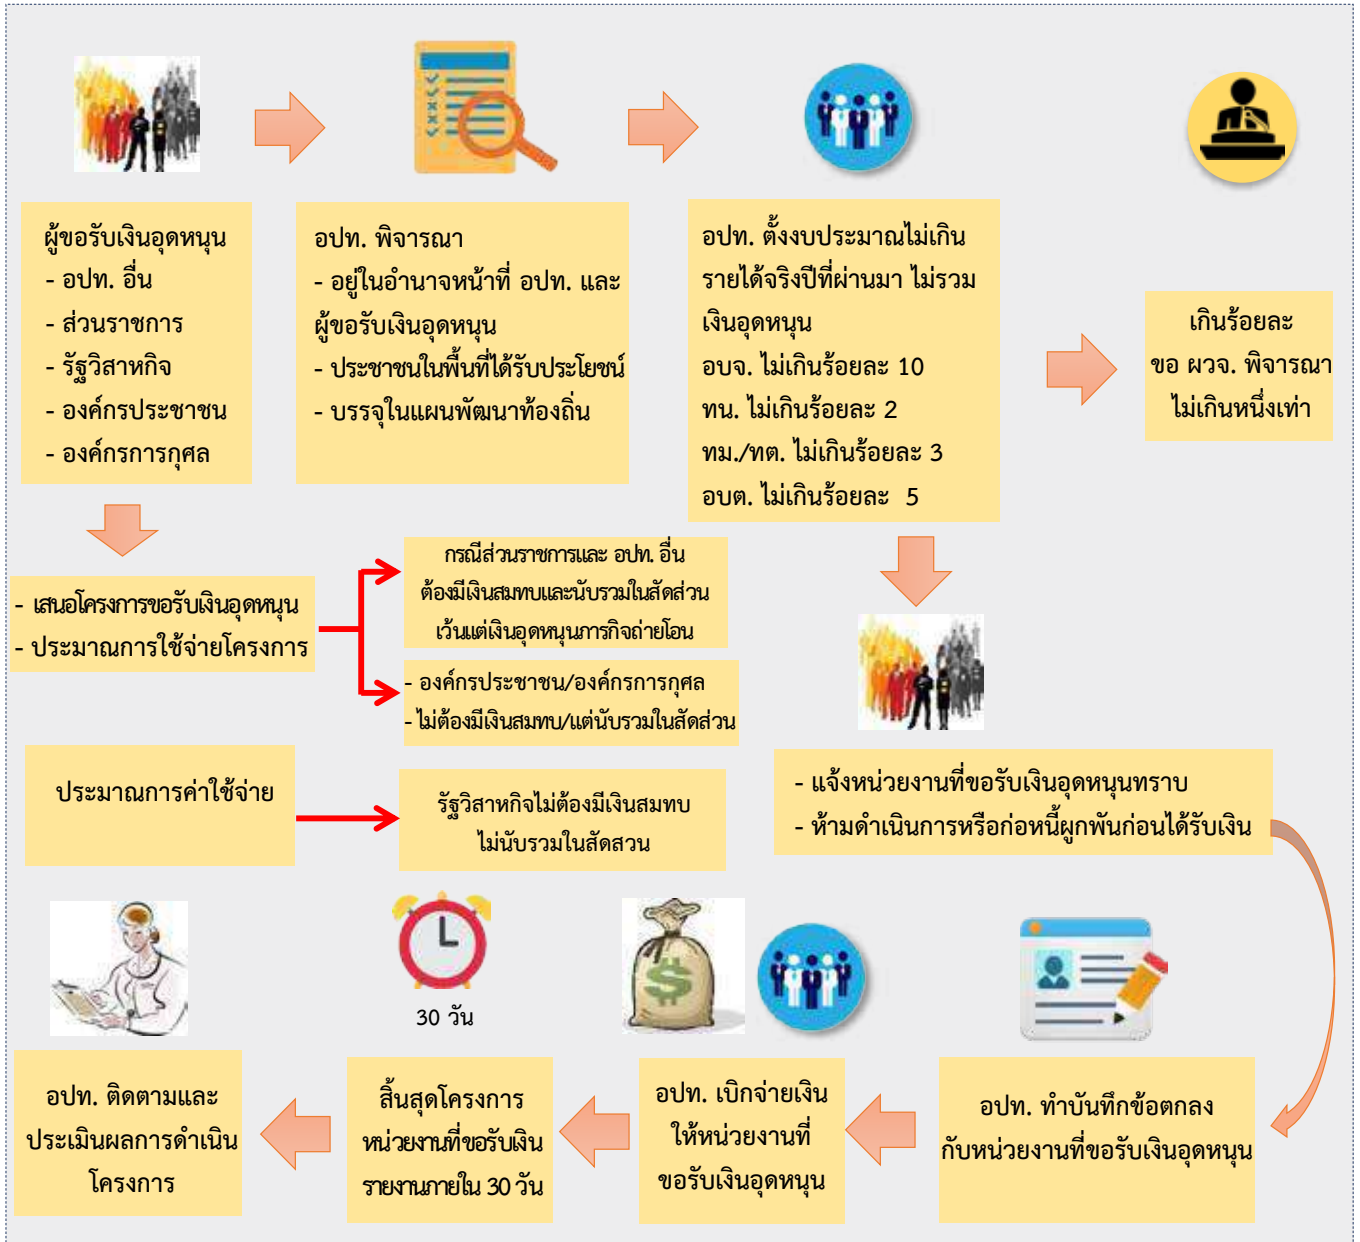 ผู้ขอรับเงินอุดหนุน
- อปท. อื่น
- ส่วนราชการ
- รัฐวิสาหกิจ
- องค์กรประชาชน
- องค์กรการกุศล
อปท. พิจารณา
- อยู่ในอำนาจหน้าที่ อปท. และ
ผู้ขอรับเงินอุดหนุน
- ประชาชนในพื้นที่ได้รับประโยชน์
- บรรจุในแผนพัฒนาท้องถิ่น
อปท. ตั้งงบประมาณไม่เกิน
รายได้จริงปีที่ผ่านมา ไม่รวม
เงินอุดหนุน
อบจ. ไม่เกินร้อยละ 10
ทน. ไม่เกินร้อยละ 2
ทม./ทต. ไม่เกินร้อยละ 3
อบต. ไม่เกินร้อยละ 5
เกินร้อยละ
ขอ ผวจ. พิจารณา
ไม่เกินหนึ่งเท่า
- เสนอโครงการขอรับเงินอุดหนุน
- ประมาณการใช้จ่ายโครงการ
กรณีส่วนราชการและ อปท. อื่น
ต้องมีเงินสมทบและนับรวมในสัดส่วน
เว้นแต่เงินอุดหนุนภารกิจถ่ายโอน
- องค์กรประชาชน/องค์กรการกุศล
- ไม่ต้องมีเงินสมทบ/แต่นับรวมในสัดส่วน
ประมาณการค่าใช้จ่าย
รัฐวิสาหกิจไม่ต้องมีเงินสมทบ
ไม่นับรวมในสัดสวน
- แจ้งหน่วยงานที่ขอรับเงินอุดหนุนทราบ
- ห้ามดำเนินการหรือก่อหนี้ผูกพันก่อนได้รับเงิน
อปท. ทำบันทึกข้อตกลง
กับหน่วยงานที่ขอรับเงินอุดหนุน
อปท. เบิกจ่ายเงิน
ให้หน่วยงานที่
ขอรับเงินอุดหนุน
30 วัน
สิ้นสุดโครงการ
หน่วยงานที่ขอรับเงิน
รายงานภายใน 30 วัน
อปท. ติดตามและ
ประเมินผลการดำเนิน
โครงการ